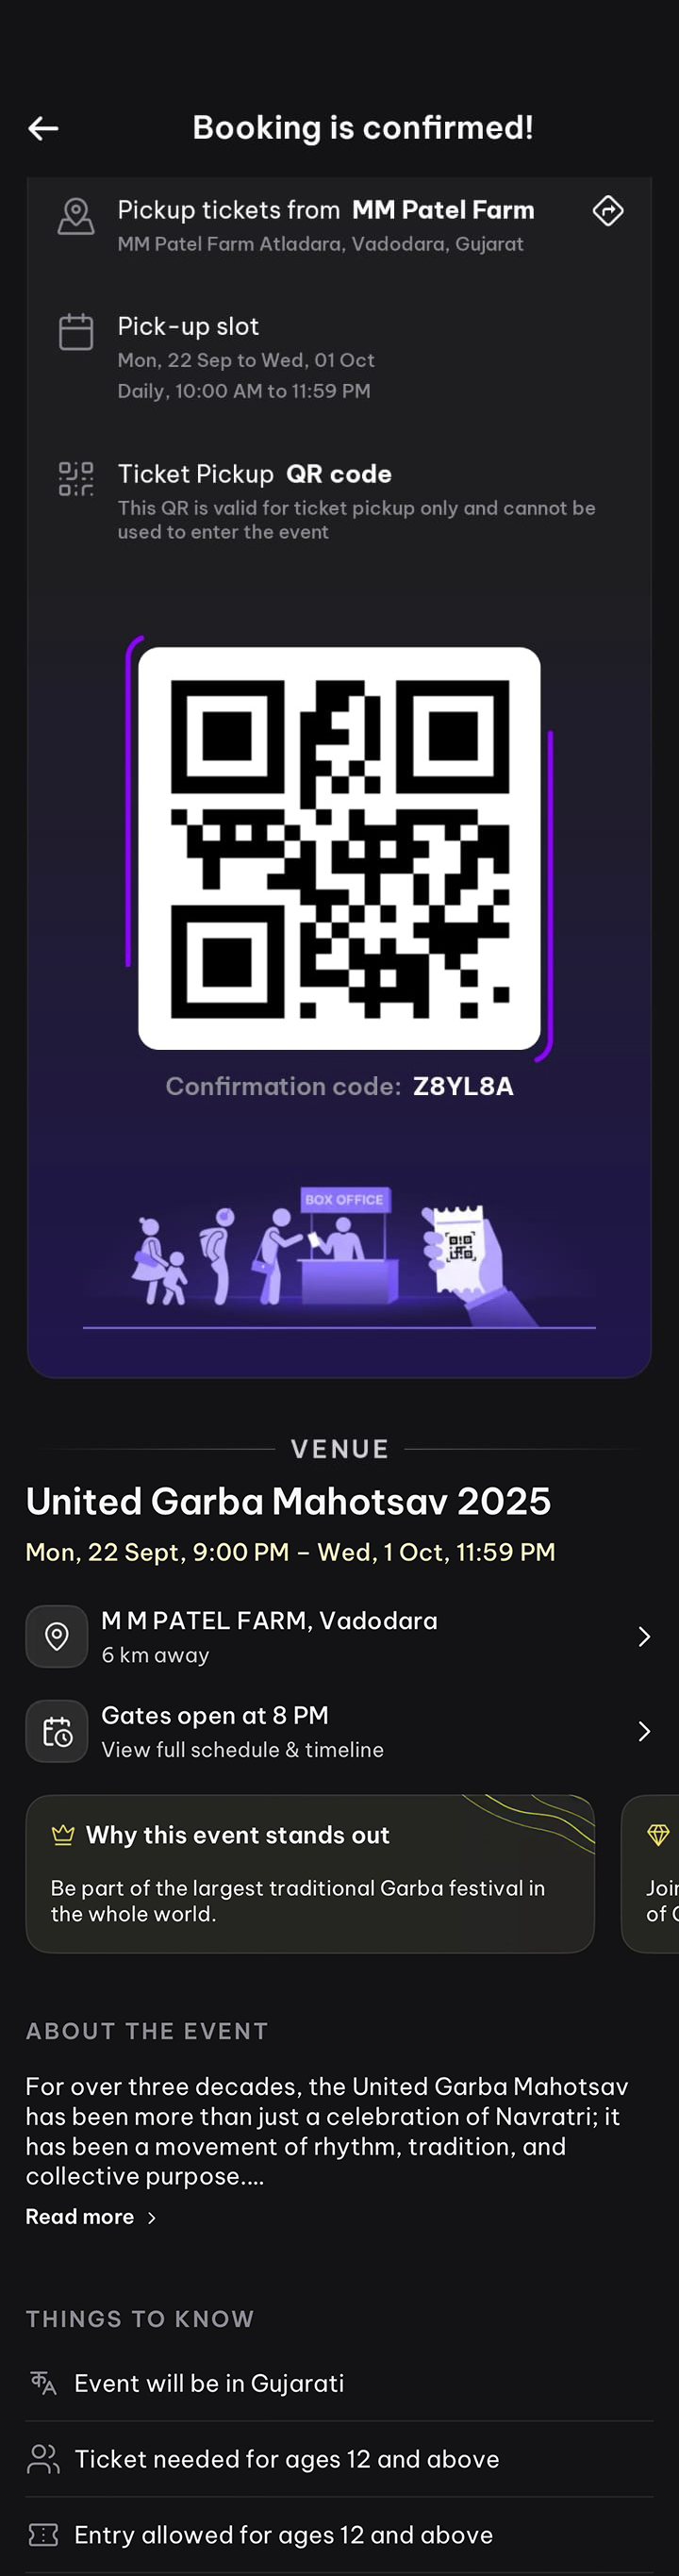 Booking is confirmed!
Pickup tickets from MM Patel Farm
MM Patel Farm Atladara, Vadodara, Gujarat
Pick-up slot
Mon, 22 Sep to Wed, 01 Oct
Daily, 10:00 AM to 11:59 PM
Ticket Pickup QR code
This QR is valid for ticket pickup only and cannot be
used to enter the event
Confirmation code: Z8YL8A
BOX OFFICE
VENUE
United Garba Mahotsav 2025
Mon, 22 Sept, 9:00 PM – Wed, 1 Oct, 11:59 PM
M M PATEL FARM, Vadodara
6 km away
Gates open at 8 PM
View full schedule & timeline
Why this event stands out
Be part of the largest traditional Garba festival in
the whole world.
ABOUT THE EVENT
For over three decades, the United Garba Mahotsav
has been more than just a celebration of Navratri; it
has been a movement of rhythm, tradition, and
collective purpose....
Read more
THINGS TO KNOW
Event will be in Gujarati
Ticket needed for ages 12 and above
Entry allowed for ages 12 and above